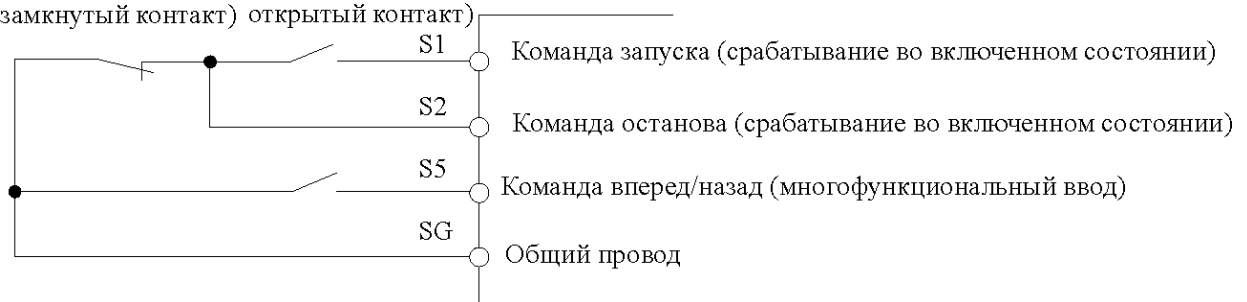 замкнутый контакт) открытый контакт)
S1 Команда запуска (срабатывание во включенном состоянии)
S2 Команда останова (срабатывание во включенном состоянии)
S5 Команда вперед/назад (многофункциональный ввод)
SG Общий провод